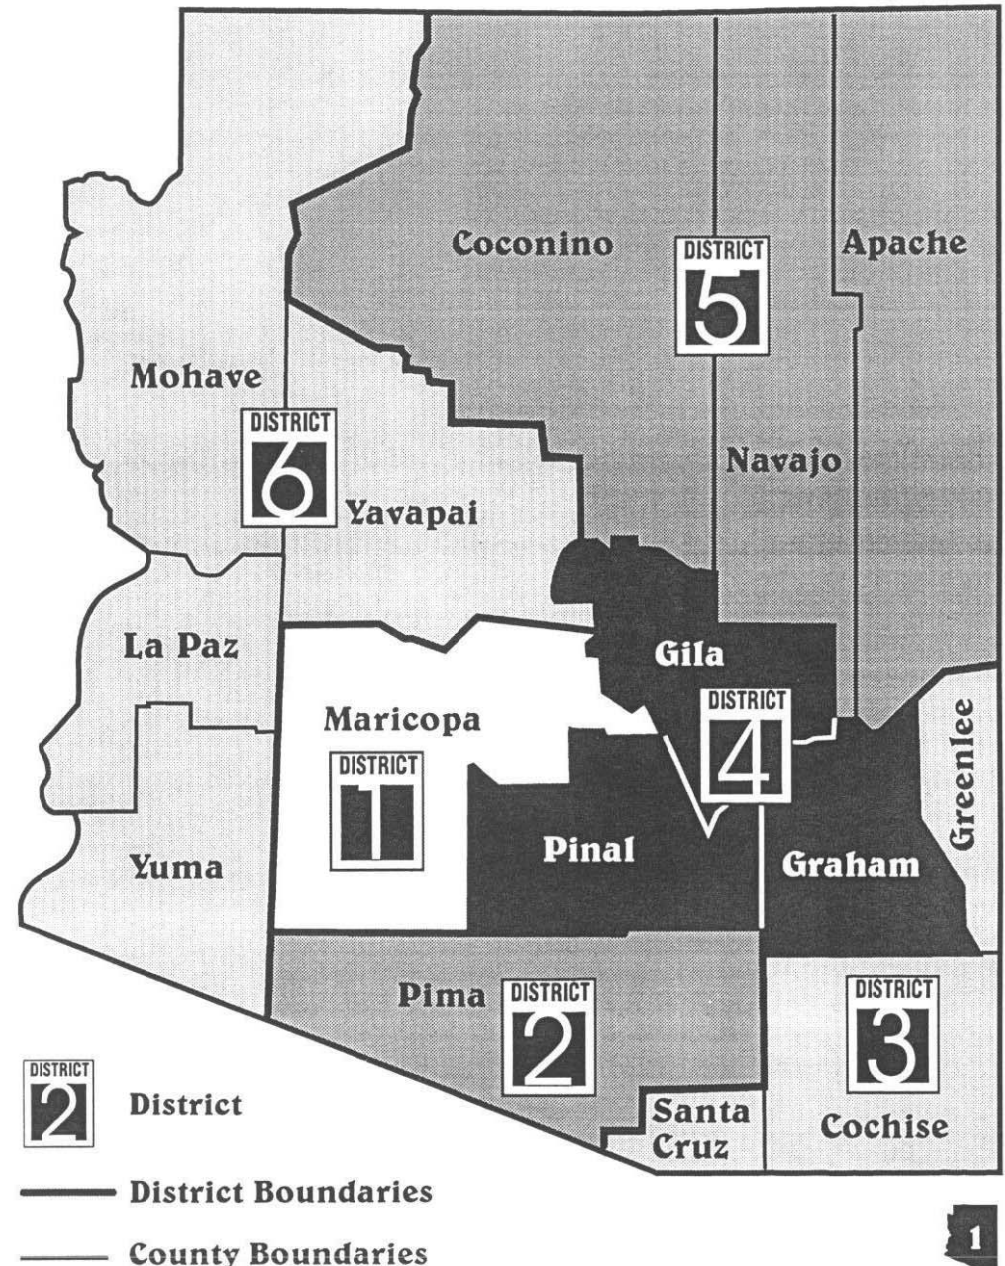 Coconino
DISTRICT
5
Apache
Mohave
DISTRICT
6
Yavapai
Navajo
La Paz
Gila
Maricopa
DISTRICT
1
DISTRICT
4
Greenlee
Yuma
Pinal
Graham
Pima
DISTRICT
2
DISTRICT
3
Santa
Cruz
Cochise
DISTRICT
2
District
District Boundaries
County Boundaries
1